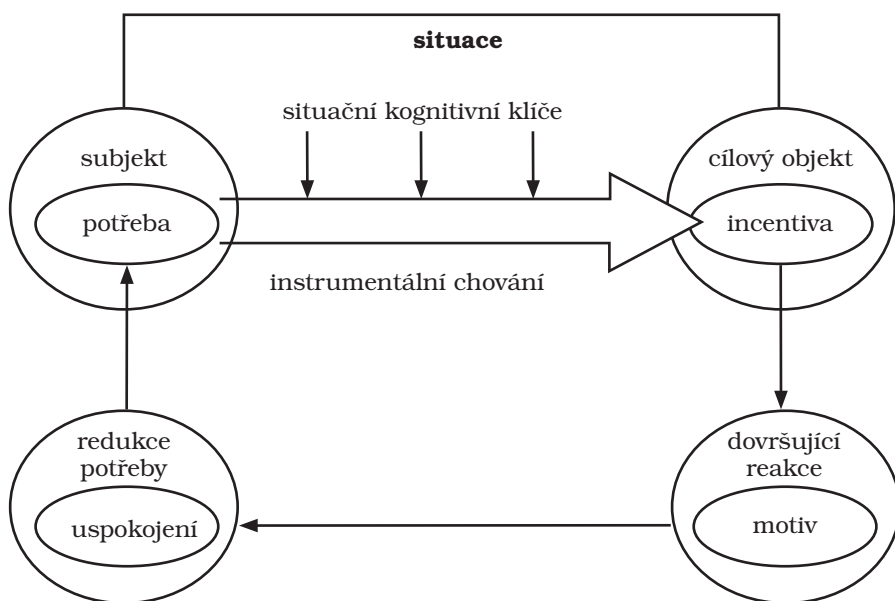 situace
situační kognitivní klíče
subjekt
cílový objekt
potřeba
incentiva
instrumentální chování
redukce
potřeby
dovršující
reakce
uspokojení
motiv